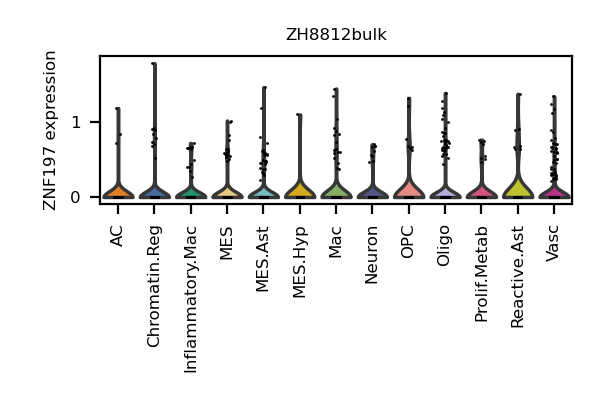 ZH8812bulk
ZNF197 expression
1
0
AC
Chromatin.Reg
Inflammatory.Mac
MES
MES.Ast
MES.Hyp
Mac
Neuron
OPC
Oligo
Prolif.Metab
Reactive.Ast
Vasc